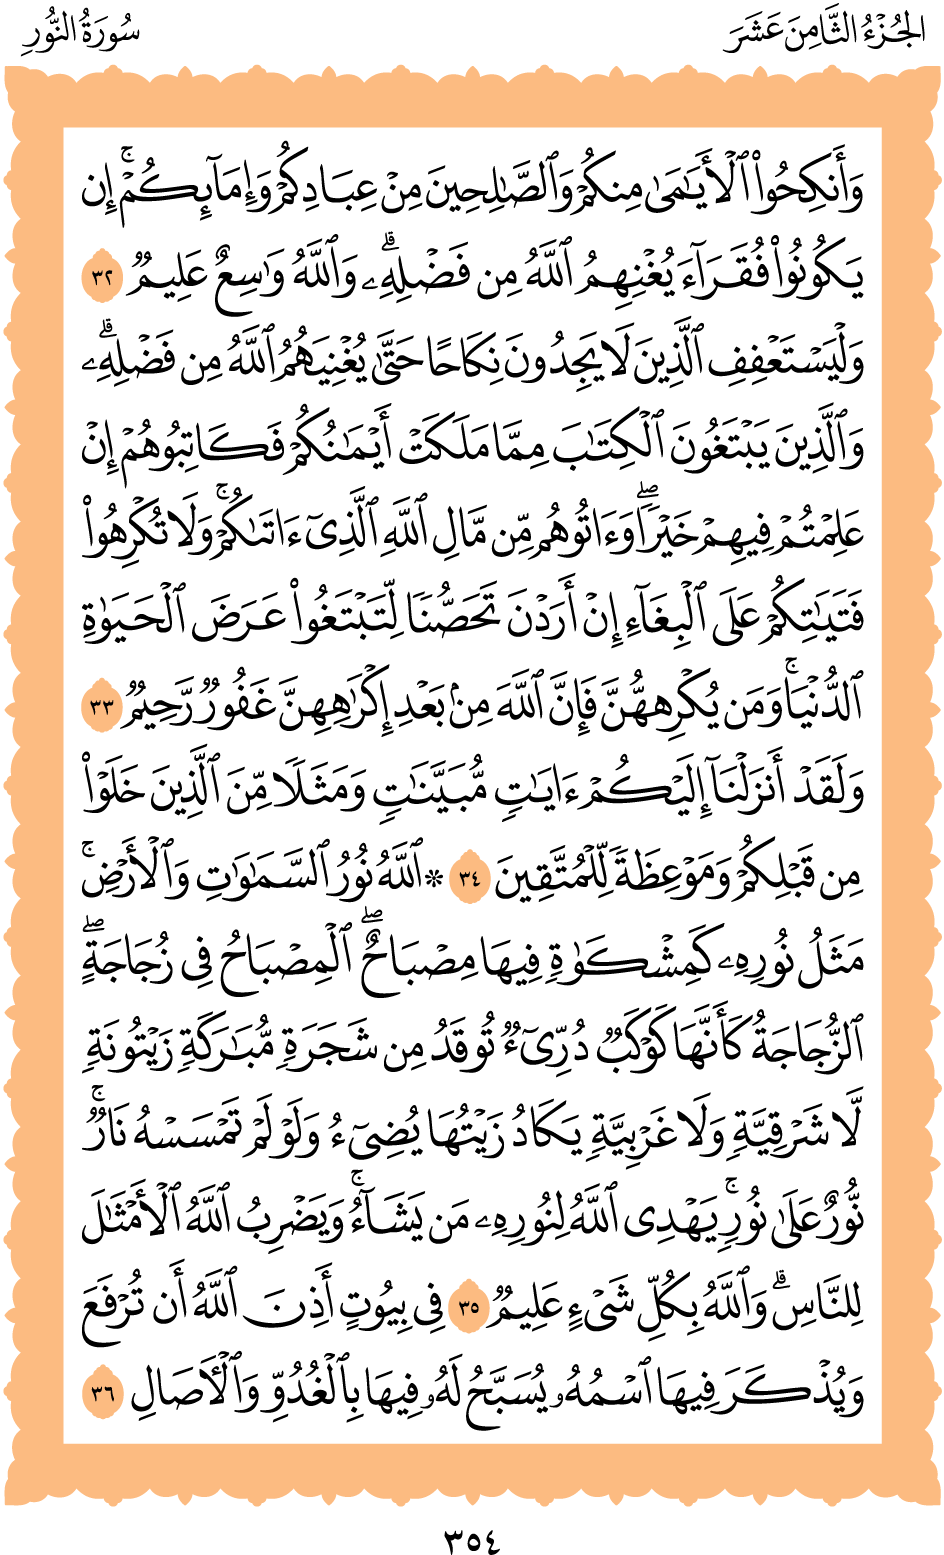 الجُزْءُ الثَّامِنَ عَشَرَ
سُورَةُ النُّورِ
وَأَنكِحُواْ ٱلۡأَيَٰمَىٰ مِنكُمۡ وَٱلصَّٰلِحِينَ مِنۡ عِبَادِكُمۡ وَإِمَآئِكُمۡۚ إِن
يَكُونُواْ فُقَرَآءَ يُغۡنِهِمُ ٱللَّهُ مِن فَضۡلِهِۦۗ وَٱللَّهُ وَٰسِعٌ عَلِيمٞ ٣٢
وَلۡيَسۡتَعۡفِفِ ٱلَّذِينَ لَا يَجِدُونَ نِكَاحًا حَتَّىٰ يُغۡنِيَهُمُ ٱللَّهُ مِن فَضۡلِهِۦۗ
وَٱلَّذِينَ يَبۡتَغُونَ ٱلۡكِتَٰبَ مِمَّا مَلَكَتۡ أَيۡمَٰنُكُمۡ فَكَاتِبُوهُمۡ إِنۡ
عَلِمۡتُمۡ فِيهِمۡ خَيۡرٗاۖ وَءَاتُوهُم مِّن مَّالِ ٱللَّهِ ٱلَّذِيٓ ءَاتَىٰكُمۡۚ وَلَا تُكۡرِهُواْ
فَتَيَٰتِكُمۡ عَلَى ٱلۡبِغَآءِ إِنۡ أَرَدۡنَ تَحَصُّنٗا لِّتَبۡتَغُواْ عَرَضَ ٱلۡحَيَوٰةِ
ٱلدُّنۡيَاۚ وَمَن يُكۡرِههُّنَّ فَإِنَّ ٱللَّهَ مِنۢ بَعۡدِ إِكۡرَٰهِهِنَّ غَفُورٞ رَّحِيمٞ ٣٣
وَلَقَدۡ أَنزَلۡنَآ إِلَيۡكُمۡ ءَايَٰتٖ مُّبَيَّنَٰتٖ وَمَثَلٗا مِّنَ ٱلَّذِينَ خَلَوۡاْ
مِن قَبۡلِكُمۡ وَمَوۡعِظَةٗ لِّلۡمُتَّقِينَ ٣٤ ۞ ٱللَّهُ نُورُ ٱلسَّمَٰوَٰتِ وَٱلۡأَرۡضِۚ
مَثَلُ نُورِهِۦ كَمِشۡكَوٰةٖ فِيهَا مِصۡبَاحٌۖ ٱلۡمِصۡبَاحُ فِي زُجَاجَةٍۖ
ٱلزُّجَاجَةُ كَأَنَّهَا كَوۡكَبٞ دُرِّيٓءٞ تُوقَدُ مِن شَجَرَةٖ مُّبَٰرَكَةٖ زَيۡتُونَةٖ
لَّا شَرۡقِيَّةٖ وَلَا غَرۡبِيَّةٖ يَكَادُ زَيۡتُهَا يُضِيٓءُ وَلَوۡ لَمۡ تَمۡسَسۡهُ نَارٞۚ
نُّورٌ عَلَىٰ نُورٖۚ يَهۡدِي ٱللَّهُ لِنُورِهِۦ مَن يَشَآءُۚ وَيَضۡرِبُ ٱللَّهُ ٱلۡأَمۡثَٰلَ
لِلنَّاسِۗ وَٱللَّهُ بِكُلِّ شَيۡءٍ عَلِيمٞ ٣٥ فِي بِيُوتٍ أَذِنَ ٱللَّهُ أَن تُرۡفَعَ
وَيُذۡكَرَ فِيهَا ٱسۡمُهُۥ يُسَبَّحُ لَهُۥ فِيهَا بِٱلۡغُدُوِّ وَٱلۡأٓصَالِ ٣٦
٣٥٤